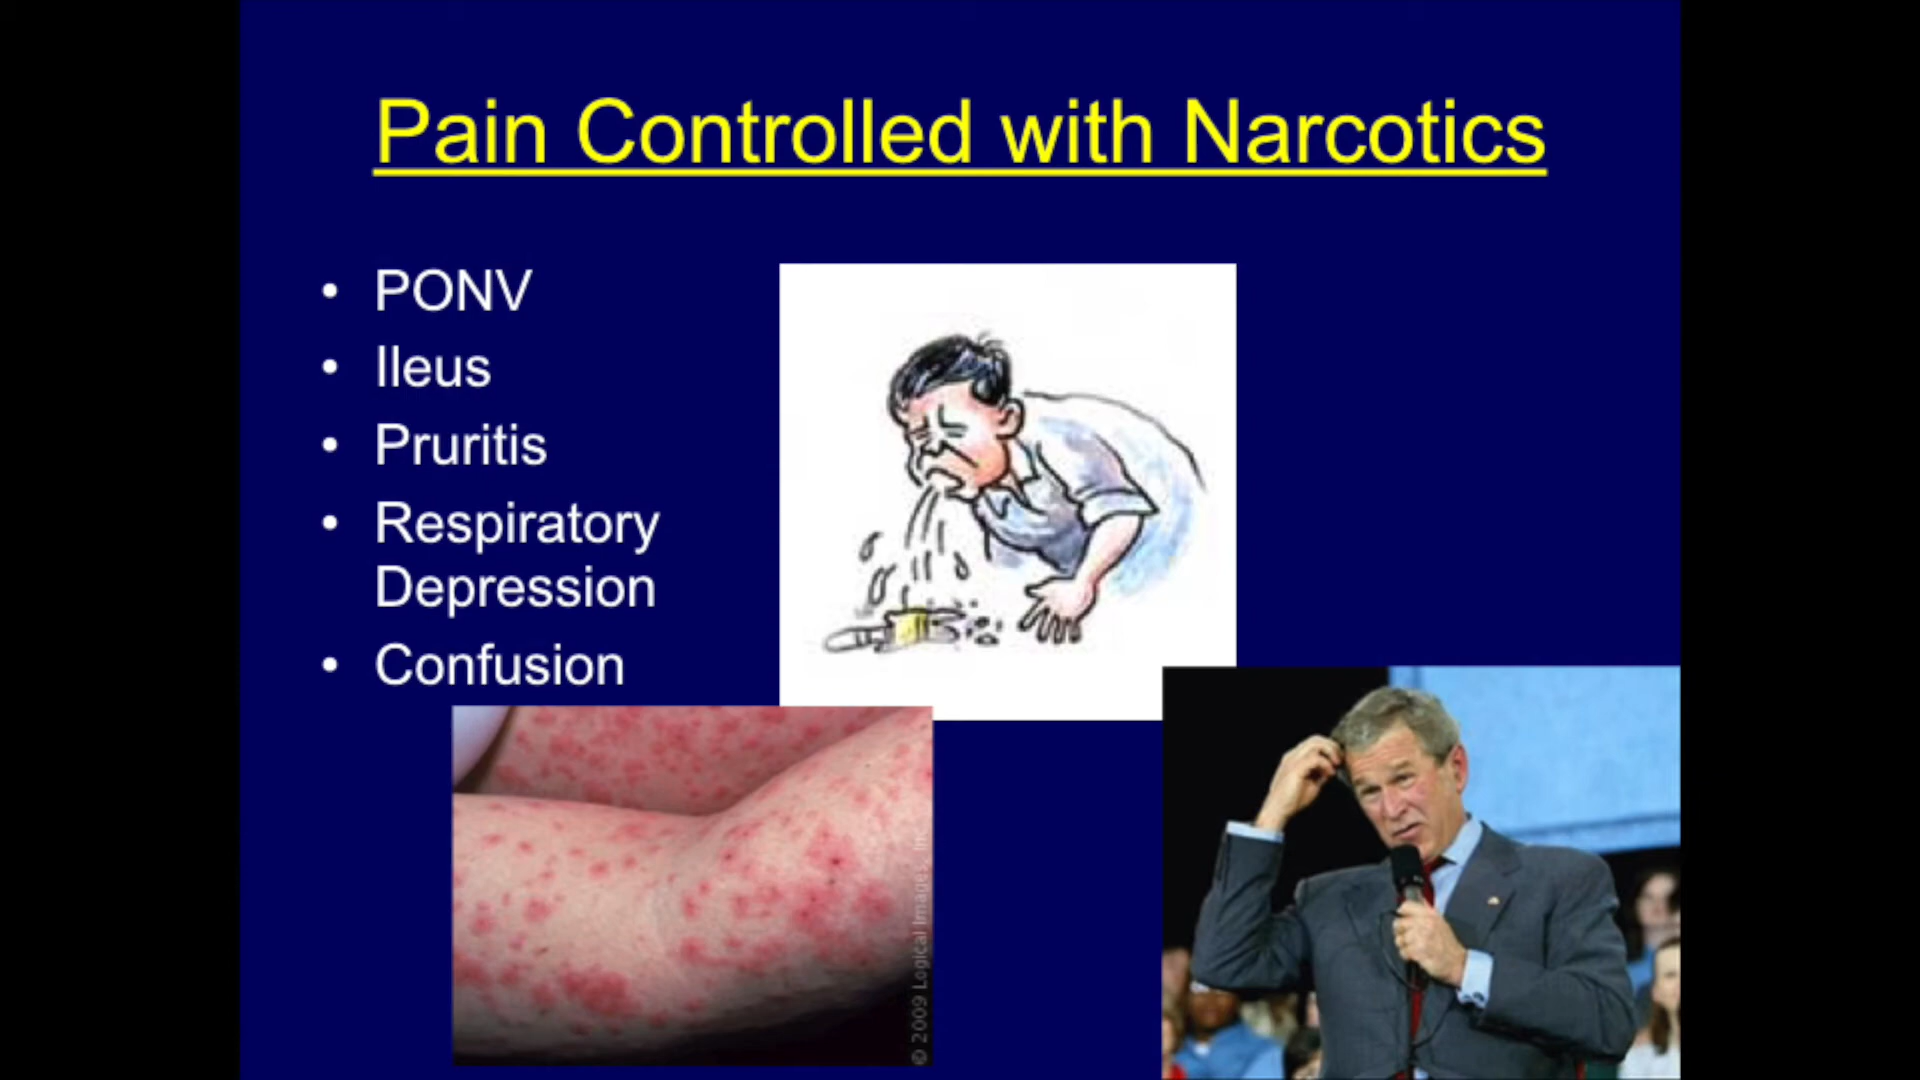 Pain Controlled with Narcotics
• PONV
• Ileus
• Pruritis
• Respiratory
Depression
• Confusion
© 2009 Logical Images, Inc.